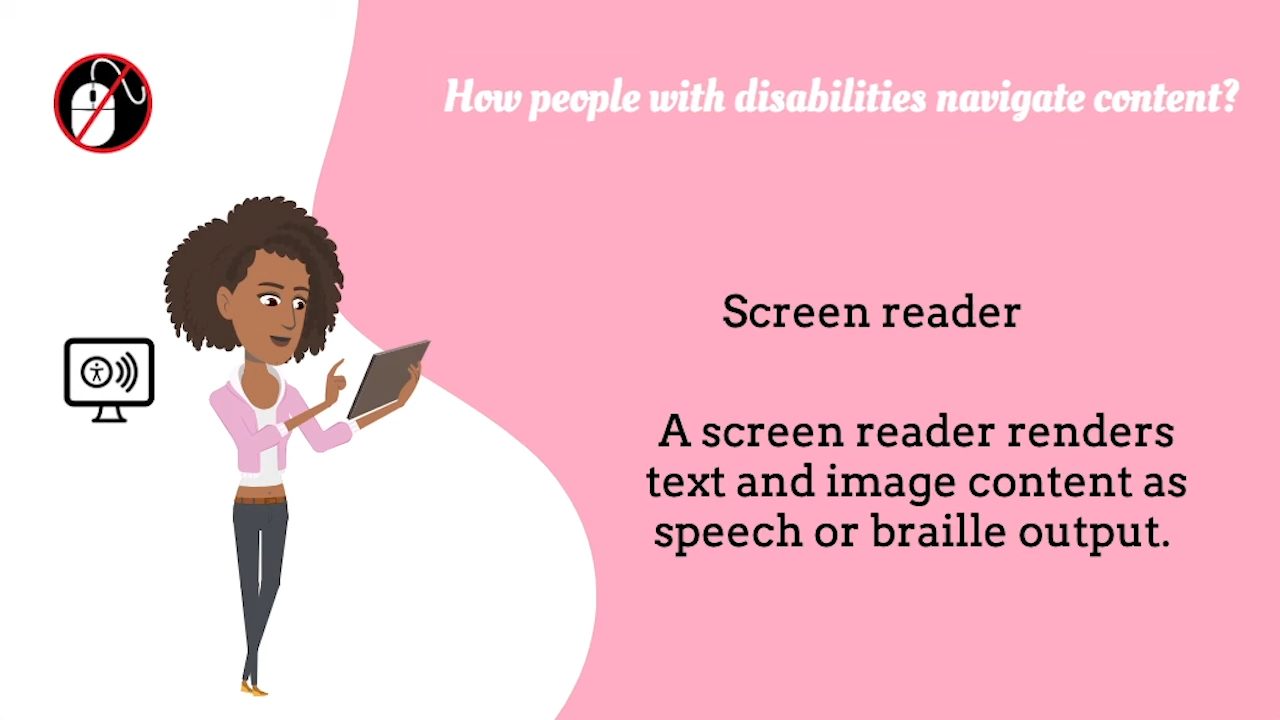 How people with disabilities navigate content?
Screen reader
A screen reader renders
text and image content as
speech or braille output.